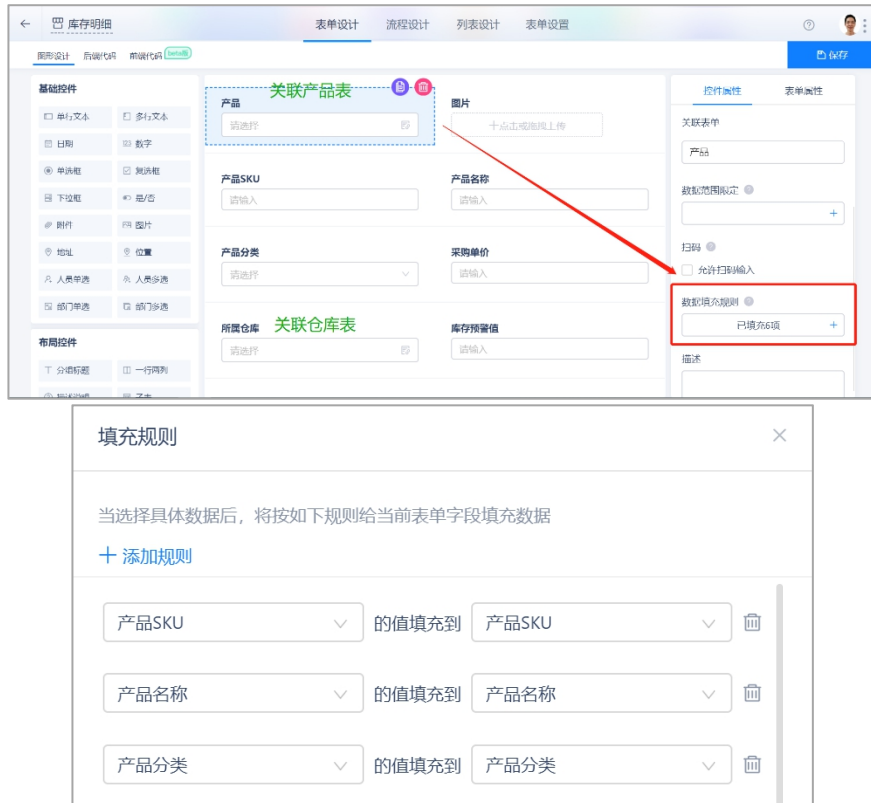 库存明细
表单设计 流程设计 列表设计 表单设置
图形设计 后端代码 前端代码 beta版
保存
基础控件
单行文本 多行文本
日期 数字
单选框 复选框
下拉框 是/否
附件 图片
地址 位置
人员单选 人员多选
部门单选 部门多选
布局控件
分组标题 一行两列
关联产品表
产品
请选择
图片
点击或拖拽上传
产品SKU
请输入
产品名称
请输入
产品分类
请选择
采购单价
请输入
所属仓库 关联仓库表
请选择
库存预警值
请输入
控件属性 表单属性
关联表单
产品
数据范围限定
扫码
允许扫码输入
数据填充规则
已填充6项
描述
填充规则
当选择具体数据后，将按如下规则给当前表单字段填充数据
添加规则
产品SKU 的值填充到 产品SKU
产品名称 的值填充到 产品名称
产品分类 的值填充到 产品分类